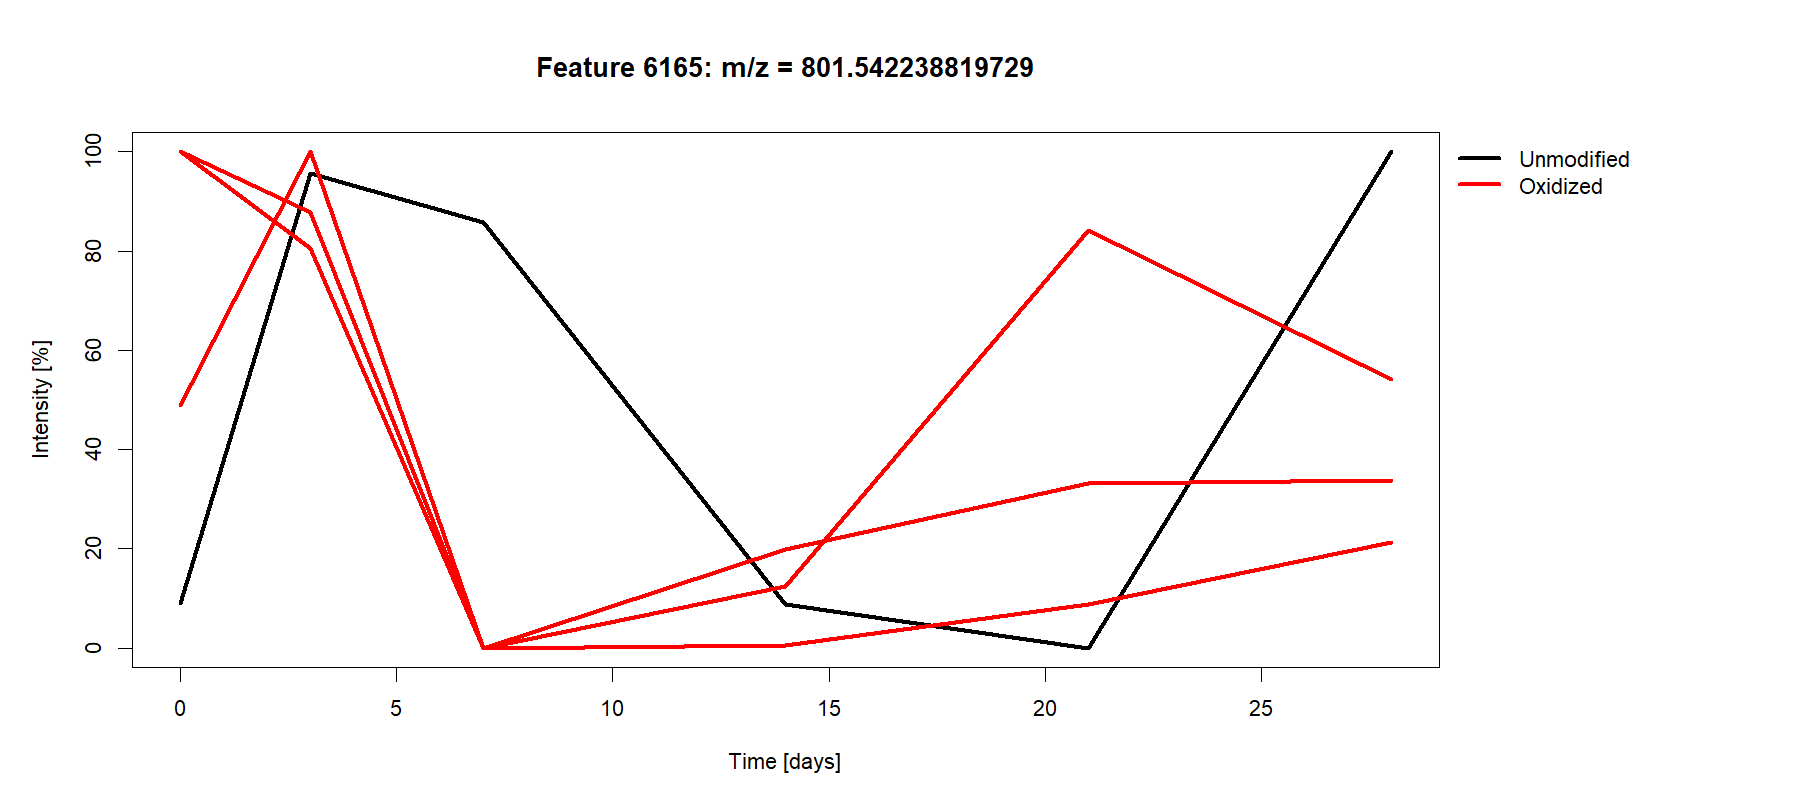 Feature 6165: m/z = 801.542238819729
Unmodified
Oxidized
Intensity [%]
100
80
60
40
20
0
0 5 10 15 20 25
Time [days]